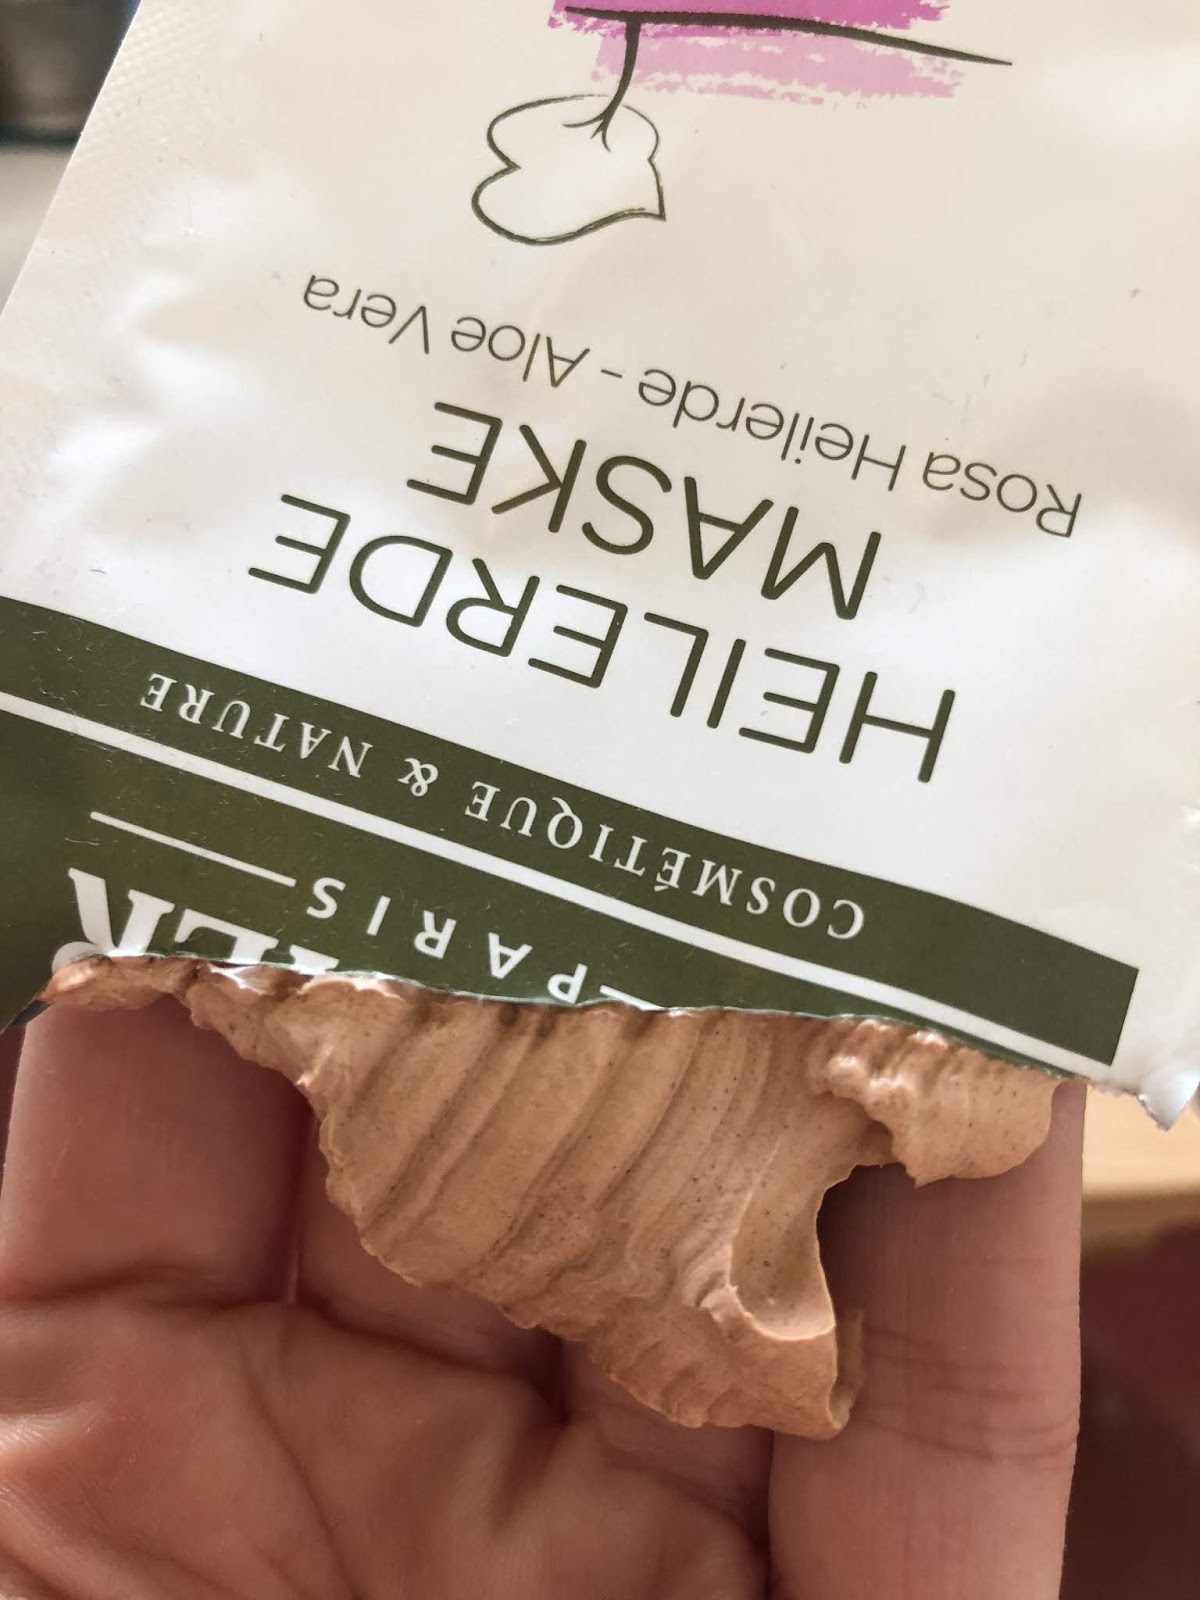 PARIS
COSMÉTIQUE & NATURE
HEILERDE
MASKE
Rosa Heilerde - Aloe Vera